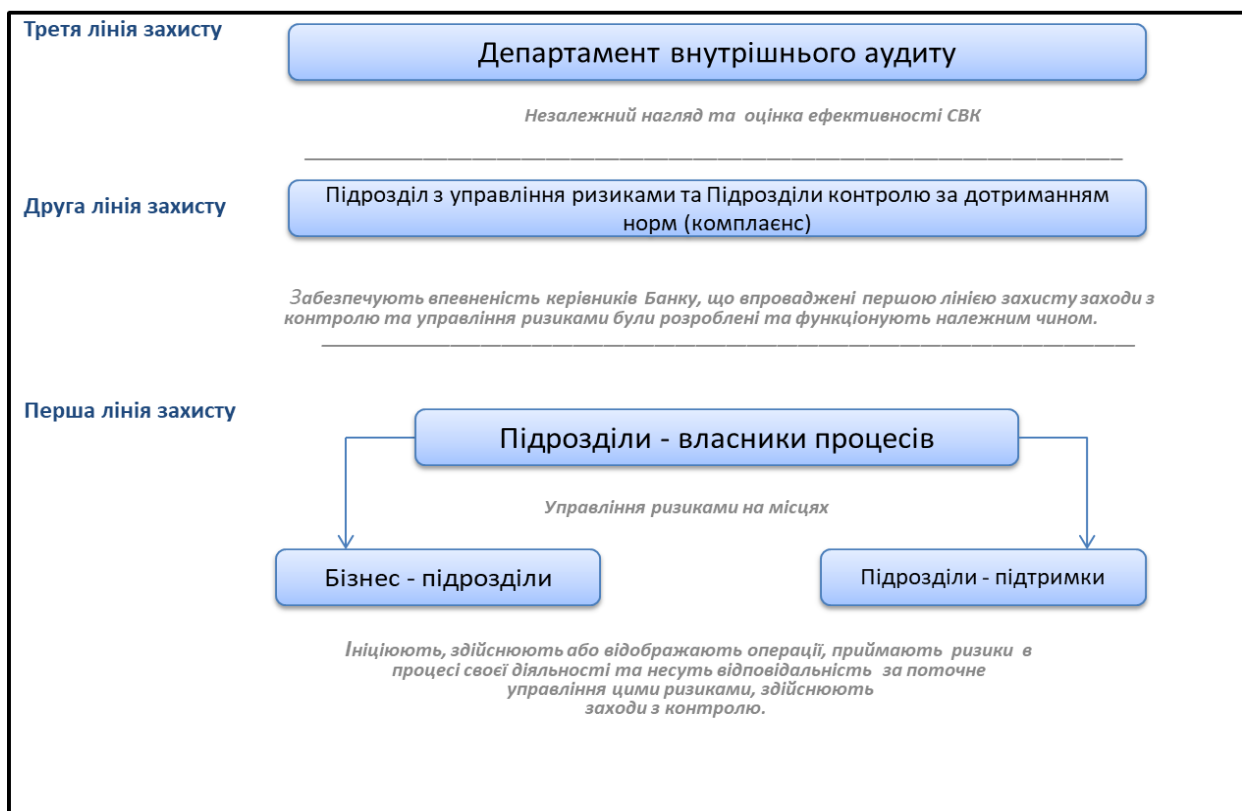 Третя лінія захисту
Департамент внутрішнього аудиту
Незалежний нагляд та оцінка ефективності СВК
Друга лінія захисту
Підрозділ з управління ризиками та Підрозділи контролю за дотриманням
норм (комплаєнс)
Забезпечують впевненість керівників Банку, що впроваджені першою лінією захисту заходи з
контролю та управління ризиками були розроблені та функціонують належним чином.
Перша лінія захисту
Підрозділи - власники процесів
Управління ризиками на місцях
Бізнес - підрозділи
Підрозділи - підтримки
Ініціюють, здійснюють або відображають операції, приймають ризики в
процесі своєї діяльності та несуть відповідальність за поточне
управління цими ризиками, здійснюють
заходи з контролю.